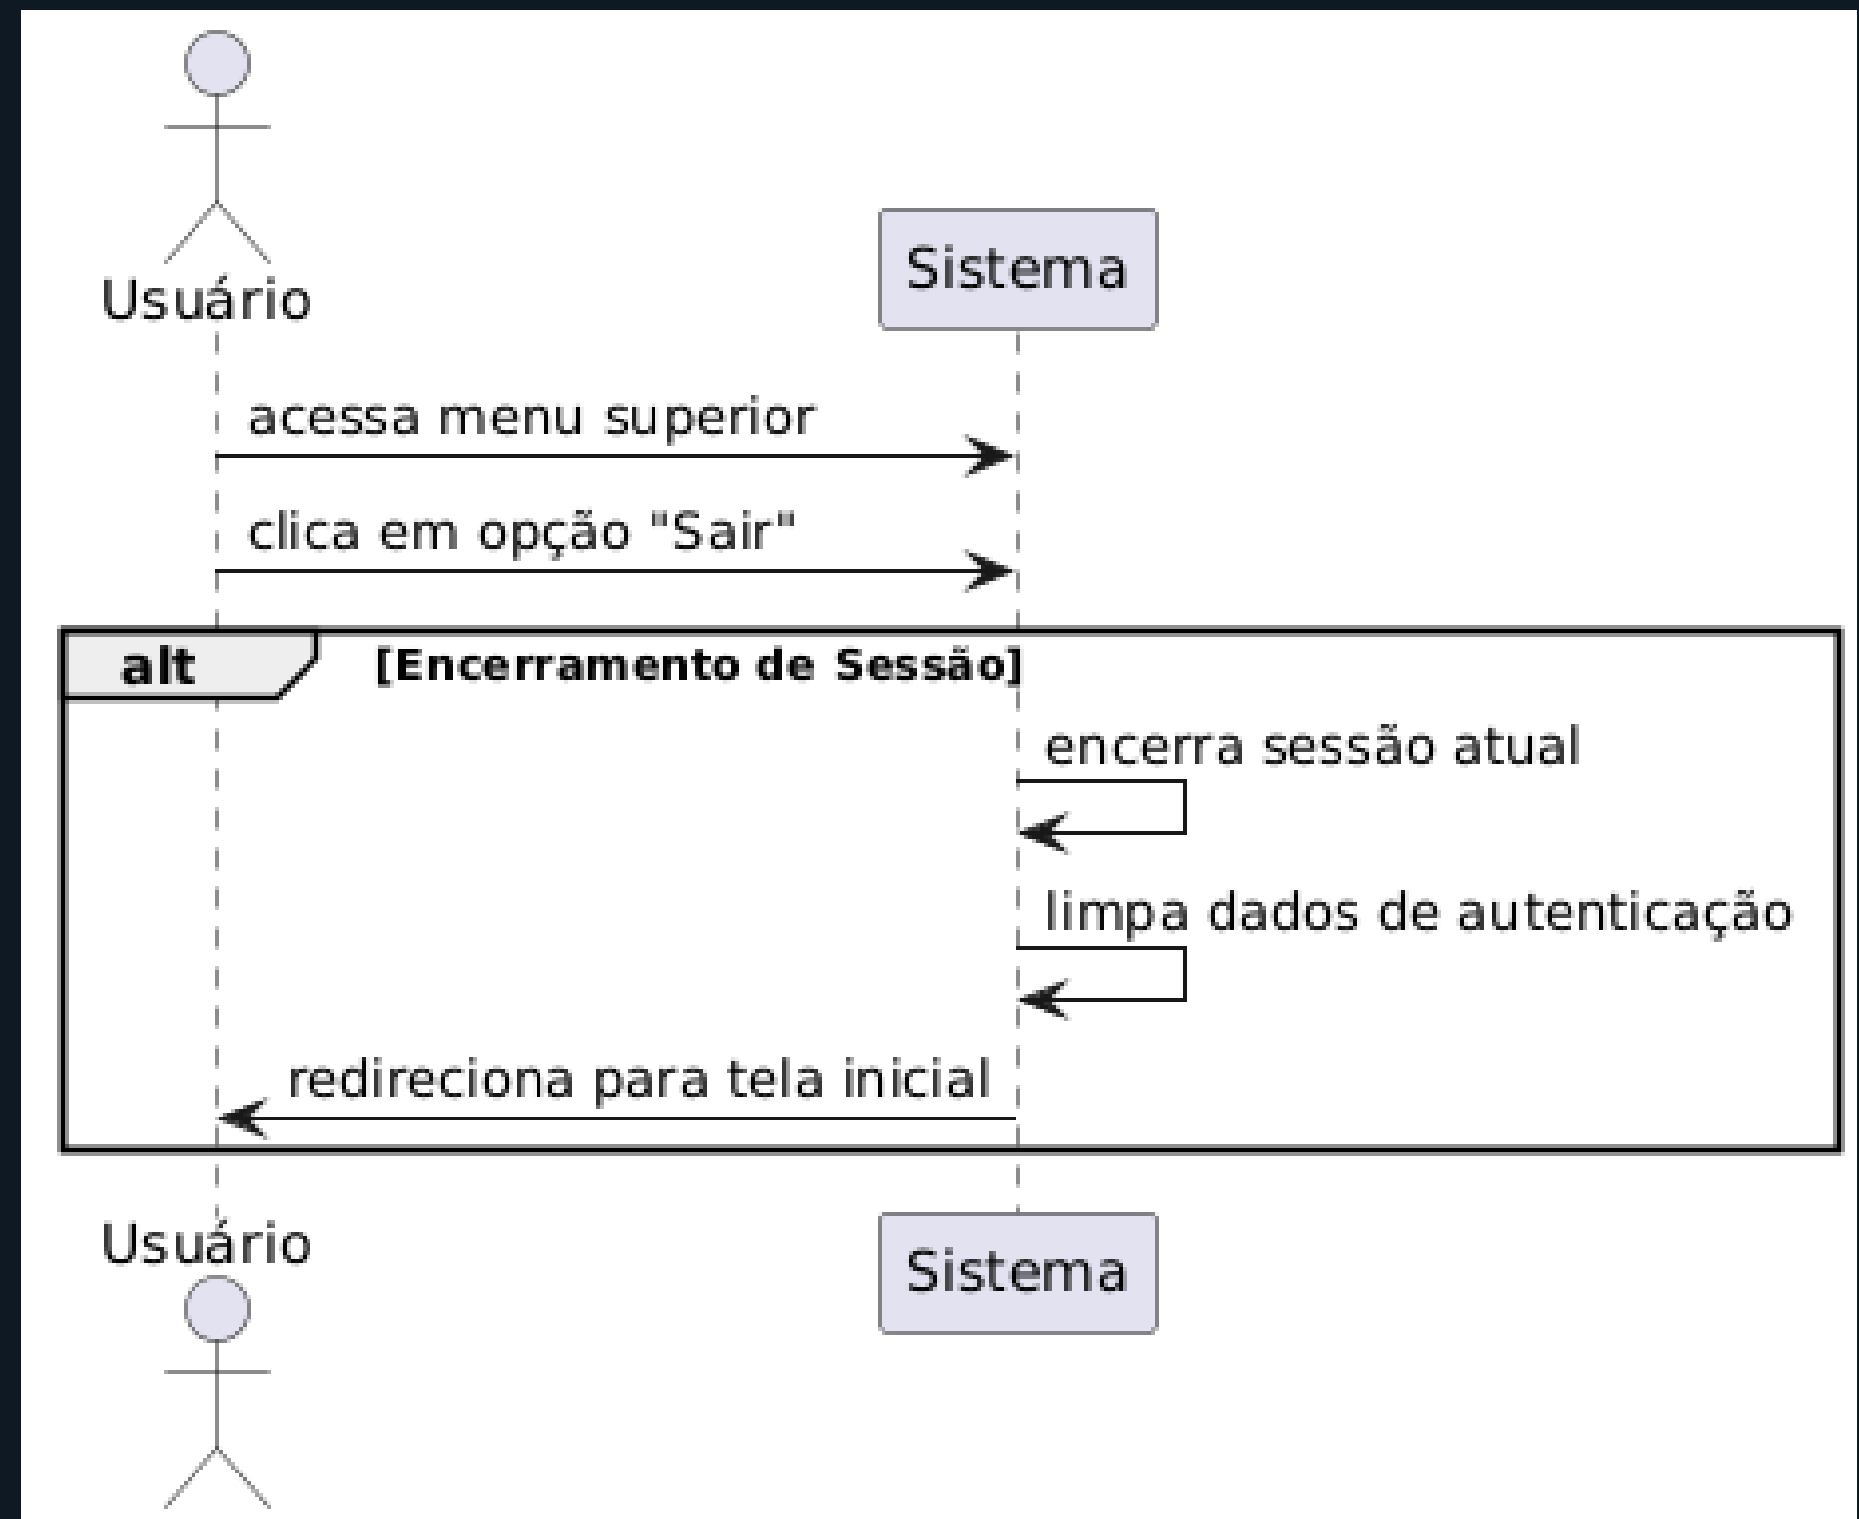 Usuário
Sistema
acessa menu superior
clica em opção "Sair"
alt [Encerramento de Sessão]
encerra sessão atual
limpa dados de autenticação
redireciona para tela inicial
Usuário
Sistema